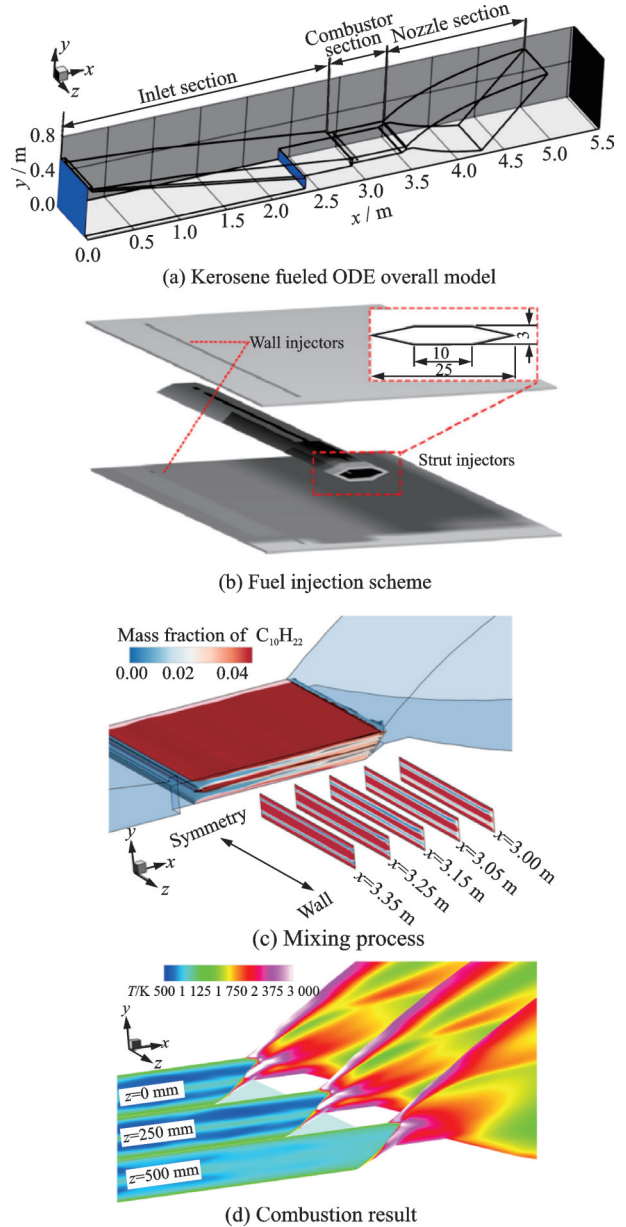 Combustor
section
Nozzle section
Inlet section
y
x
z
0.8
0.4
0.0
y / m
0.0
0.5
1.0
1.5
2.0
2.5
3.0
3.5
4.0
4.5
5.0
5.5
x / m
(a) Kerosene fueled ODE overall model
Wall injectors
10
25
3
Strut injectors
(b) Fuel injection scheme
Mass fraction of C₁₀H₂₂
0.00 0.02 0.04
Symmetry
Wall
y
x
z
x=3.35 m
x=3.25 m
x=3.15 m
x=3.05 m
x=3.00 m
(c) Mixing process
T/K 500 1 125 1 750 2 375 3 000
y
x
z
z=0 mm
z=250 mm
z=500 mm
(d) Combustion result